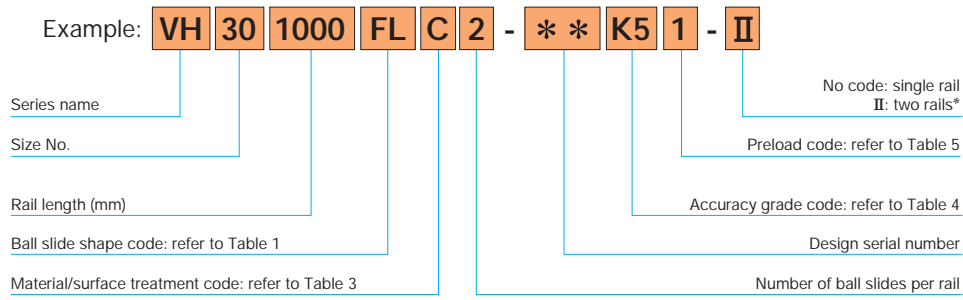 Example: VH 30 1000 FL C 2 - ** K5 1 - Ⅱ
Series name
Size No.
Rail length (mm)
Ball slide shape code: refer to Table 1
Material/surface treatment code: refer to Table 3
No code: single rail
Ⅱ: two rails*
Preload code: refer to Table 5
Accuracy grade code: refer to Table 4
Design serial number
Number of ball slides per rail